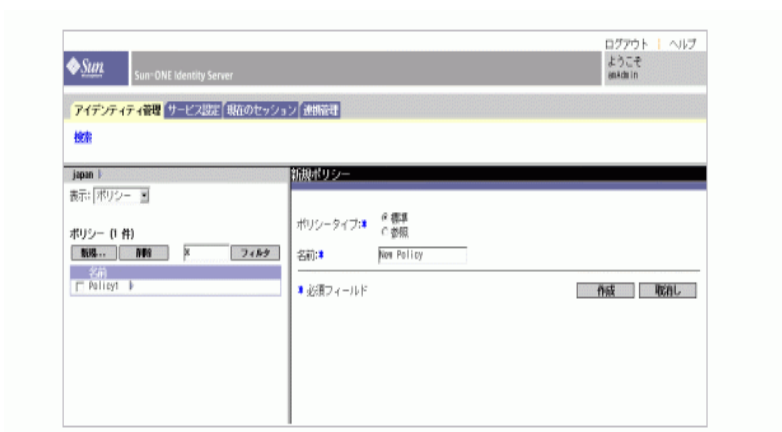 ログアウト | ヘルプ
Sun
Sun ONE Identity Server
ようこそ
amAdmin
アイデンティティ管理 サービス設定 現在のセッション 連携管理
検索
japan
表示: ポリシー
ポリシー (1 件)
新規... 削除 * フィルタ
名前
Policy1
新規ポリシー
ポリシータイプ:* 標準
参照
名前:* New Policy
* 必須フィールド
作成 取消し